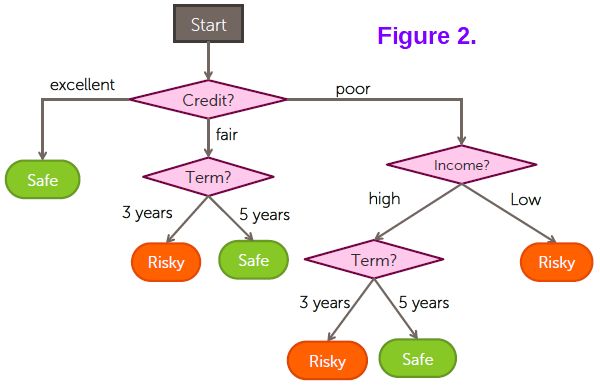 Start
Figure 2.
excellent
Credit?
poor
fair
Safe
Term?
Income?
3 years
5 years
high
Low
Risky
Safe
Term?
Risky
3 years
5 years
Risky
Safe